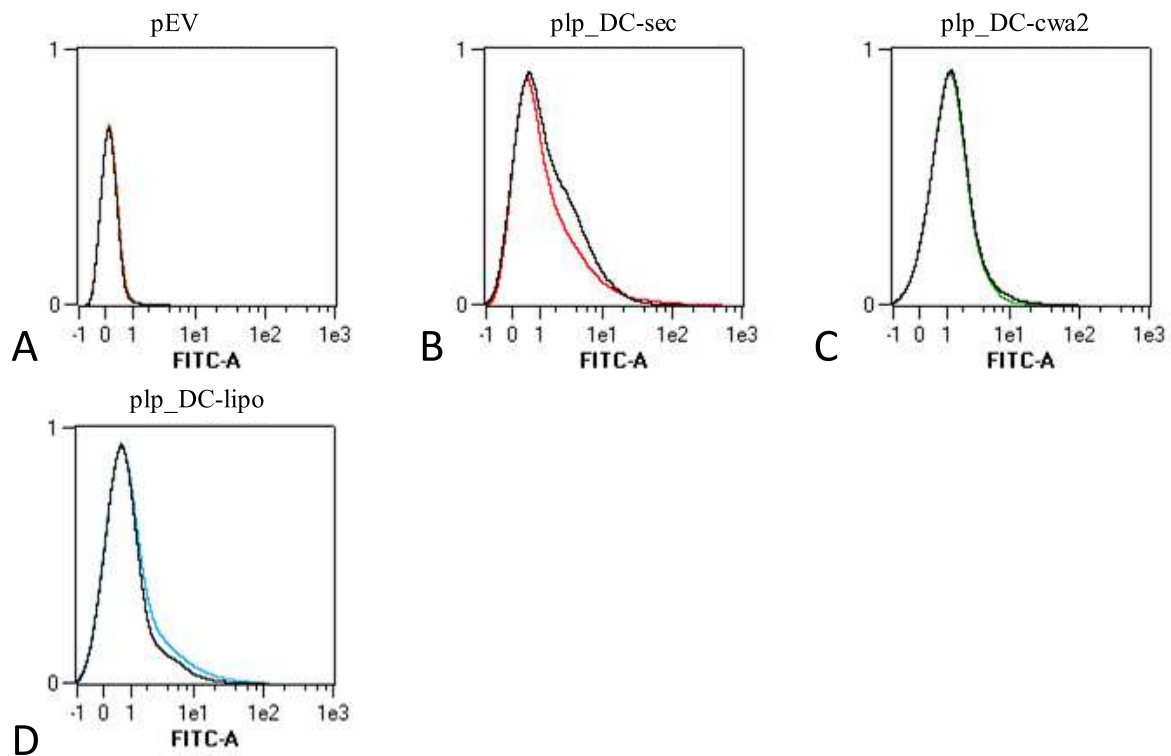 pEV
plp_DC-sec
plp_DC-cwa2
1
1
1
0
0
0
-1 0 1 1e1 1e2 1e3
-1 0 1 1e1 1e2 1e3
-1 0 1 1e1 1e2 1e3
A
FITC-A
B
FITC-A
C
FITC-A
plp_DC-lipo
1
0
-1 0 1 1e1 1e2 1e3
D
FITC-A